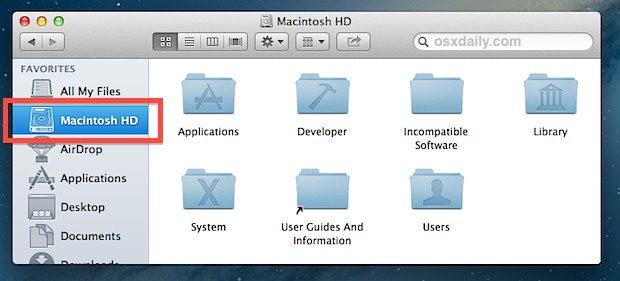 Macintosh HD
osxdaily.com
FAVORITES
All My Files
Macintosh HD
AirDrop
Applications
Desktop
Documents
Downloads
Applications
Developer
Incompatible
Software
Library
System
User Guides And
Information
Users